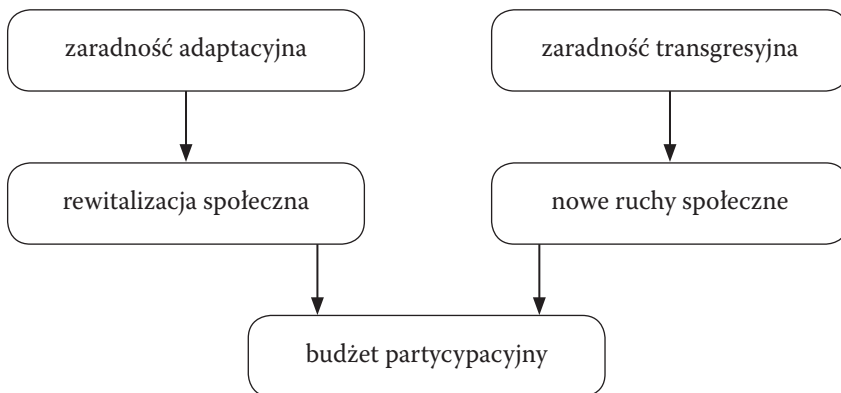 zaradność adaptacyjna
zaradność transgresyjna
rewitalizacja społeczna
nowe ruchy społeczne
budżet partycypacyjny